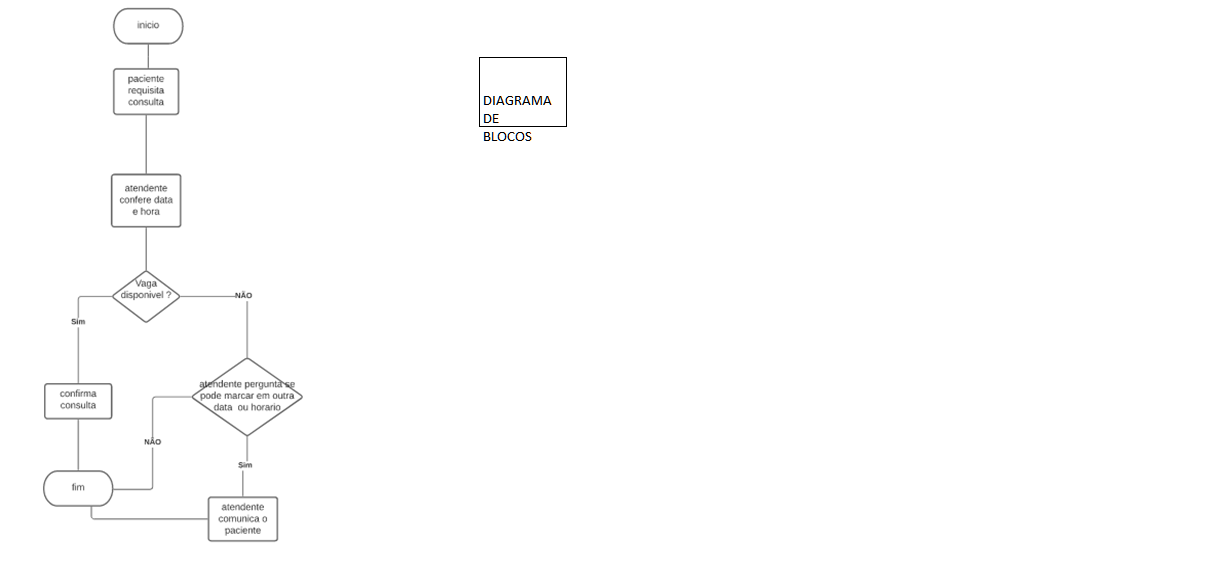 inicio
paciente
requisita
consulta
atendente
confere data
e hora
Vaga
disponivel ?
NÃO
Sim
atendente pergunta se
pode marcar em outra
data ou horario
confirma
consulta
NÃO
Sim
fim
atendente
comunica o
paciente
DIAGRAMA
DE
BLOCOS